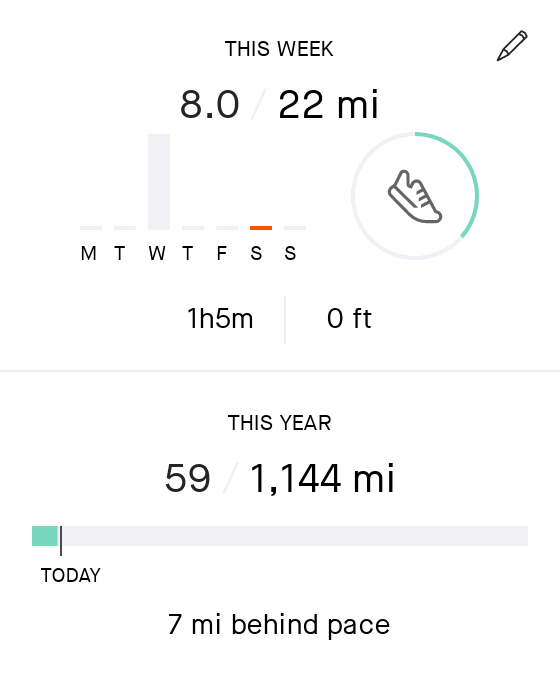 THIS WEEK
8.0 / 22 mi
M T W T F S S
1h5m 0 ft
THIS YEAR
59 / 1,144 mi
TODAY
7 mi behind pace